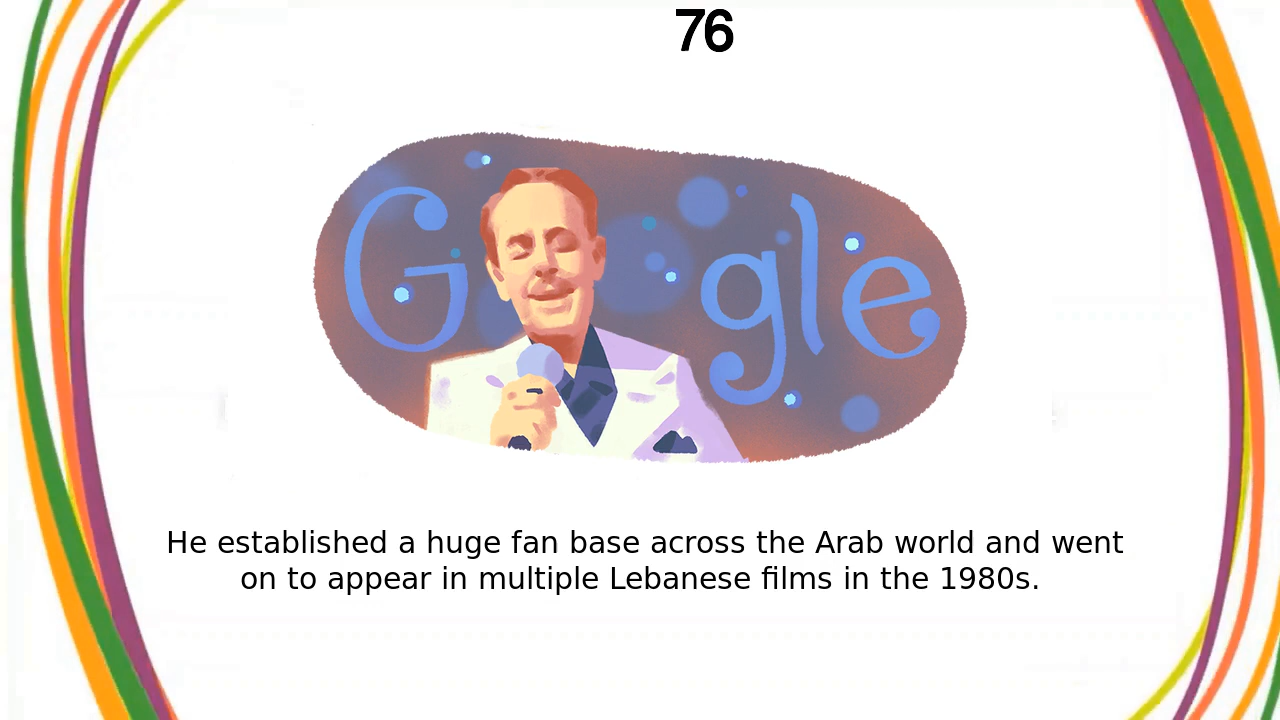 76
G gle
He established a huge fan base across the Arab world and went
on to appear in multiple Lebanese films in the 1980s.